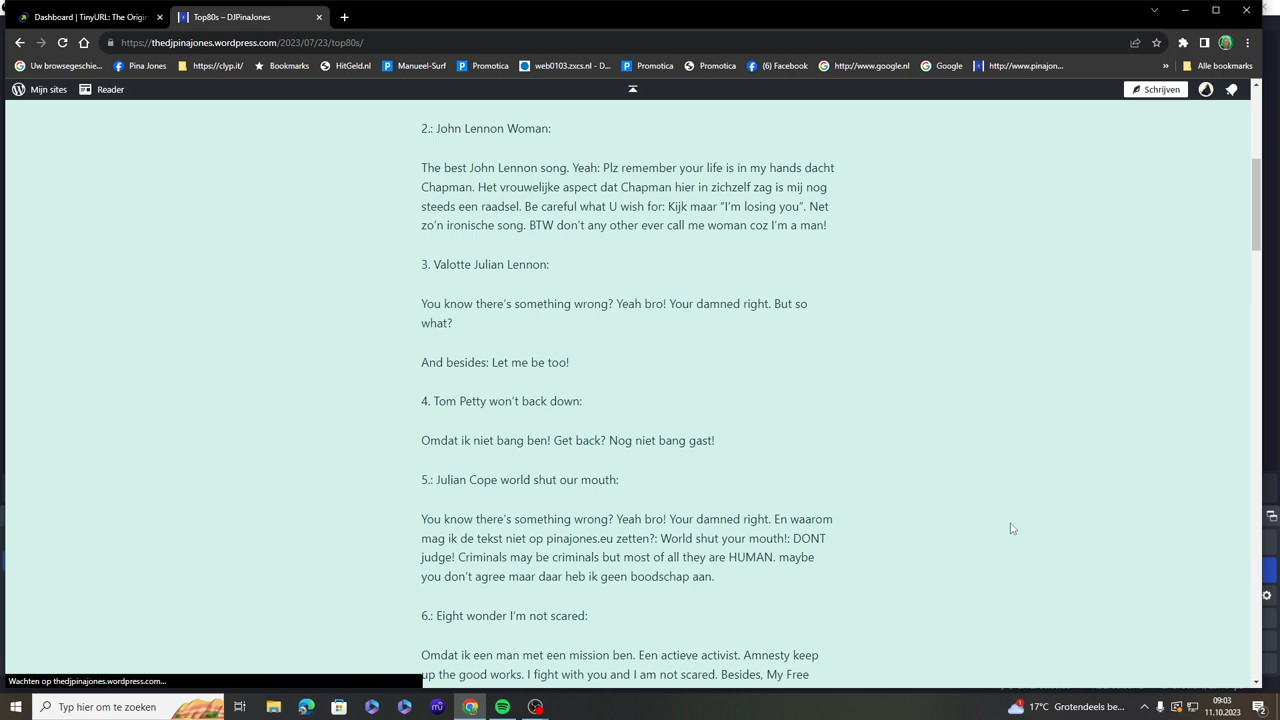 Dashboard | TinyURL: The Origin
Top80s – DJPinaJones
https://thedjpinajones.wordpress.com/2023/07/23/top80s/
Uw browsegeschie...
Pina Jones
https://clyp.it/
Bookmarks
HitGeld.nl
Manueel-Surf
Promotica
web0103.zxcs.nl - D...
Promotica
Promotica
(6) Facebook
http://www.google.nl
Google
http://www.pinajon...
»
Alle bookmarks
Mijn sites
Reader
Schrijven
2.: John Lennon Woman:
The best John Lennon song. Yeah: Plz remember your life is in my hands dacht
Chapman. Het vrouwelijke aspect dat Chapman hier in zichzelf zag is mij nog
steeds een raadsel. Be careful what U wish for: Kijk maar “I’m losing you”. Net
zo’n ironische song. BTW don’t any other ever call me woman coz I’m a man!
3. Valotte Julian Lennon:
You know there’s something wrong? Yeah bro! Your damned right. But so
what?
And besides: Let me be too!
4. Tom Petty won’t back down:
Omdat ik niet bang ben! Get back? Nog niet bang gast!
5.: Julian Cope world shut our mouth:
You know there’s something wrong? Yeah bro! Your damned right. En waarom
mag ik de tekst niet op pinajones.eu zetten?: World shut your mouth!: DONT
judge! Criminals may be criminals but most of all they are HUMAN. maybe
you don’t agree maar daar heb ik geen boodschap aan.
6.: Eight wonder I’m not scared:
Omdat ik een man met een mission ben. Een actieve activist. Amnesty keep
up the good works. I fight with you and I am not scared. Besides, My Free
Wachten op thedjpinajones.wordpress.com...
Typ hier om te zoeken
17°C Grotendeels be...
09:03
11.10.2023